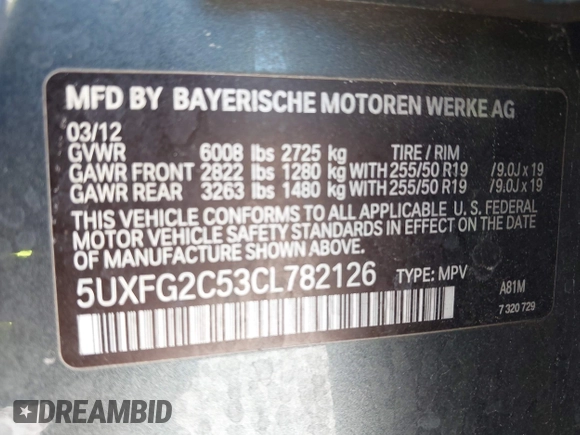 MFD BY BAYERISCHE MOTOREN WERKE AG
03/12
GVWR 6008 lbs 2725 kg TIRE / RIM
GAWR FRONT 2822 lbs 1280 kg WITH 255/50 R19 /9.0J x 19
GAWR REAR 3263 lbs 1480 kg WITH 255/50 R19 /9.0J x 19
THIS VEHICLE CONFORMS TO ALL APPLICABLE U. S. FEDERAL
MOTOR VEHICLE SAFETY STANDARDS IN EFFECT ON THE DATE
OF MANUFACTURE SHOWN ABOVE.
5UXFG2C53CL782126 TYPE: MPV
A81M
7 320 729
DREAMBID